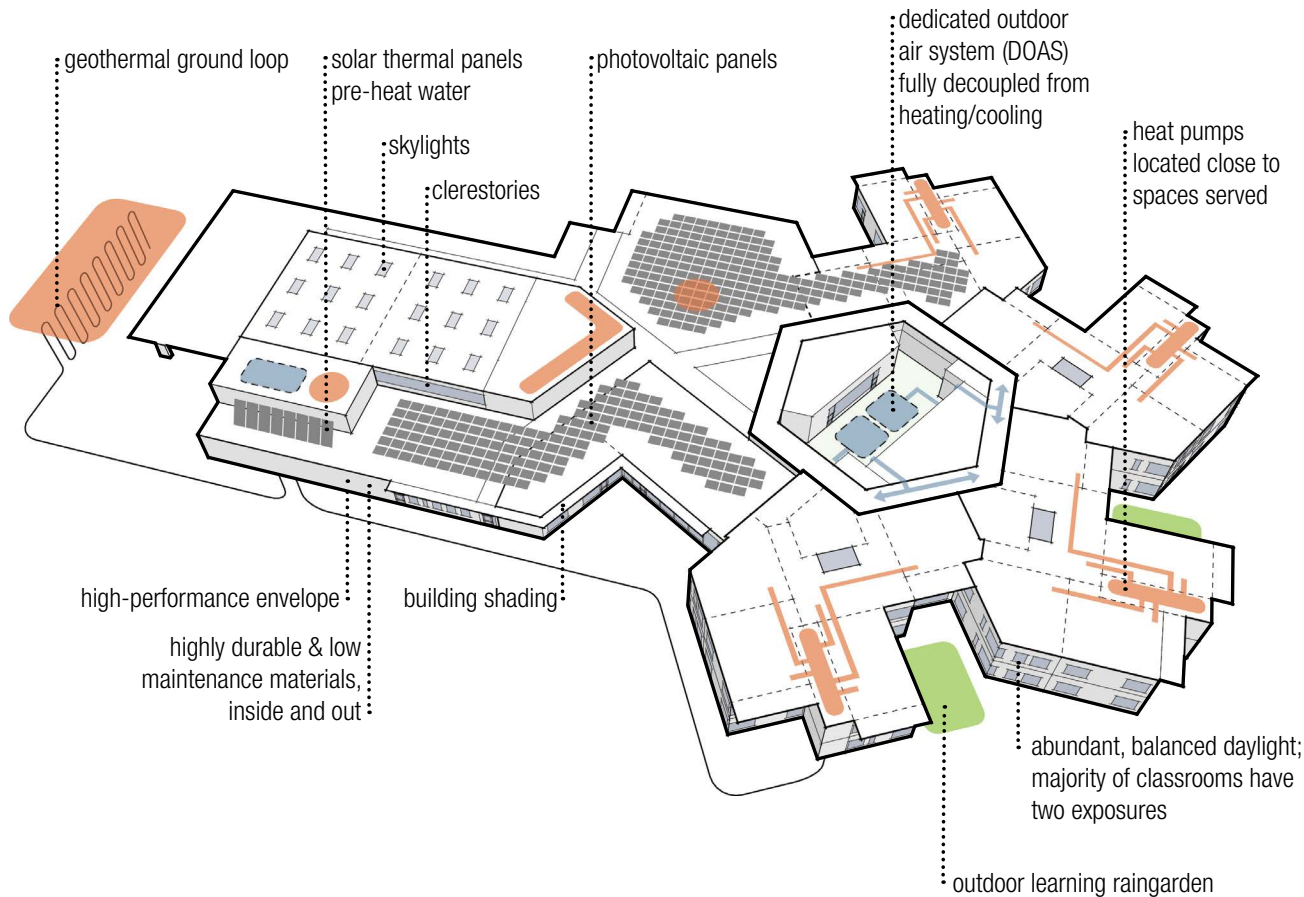 geothermal ground loop
solar thermal panels
pre-heat water
skylights
clerestories
photovoltaic panels
dedicated outdoor
air system (DOAS)
fully decoupled from
heating/cooling
heat pumps
located close to
spaces served
high-performance envelope
highly durable & low
maintenance materials,
inside and out
building shading
abundant, balanced daylight;
majority of classrooms have
two exposures
outdoor learning raingarden